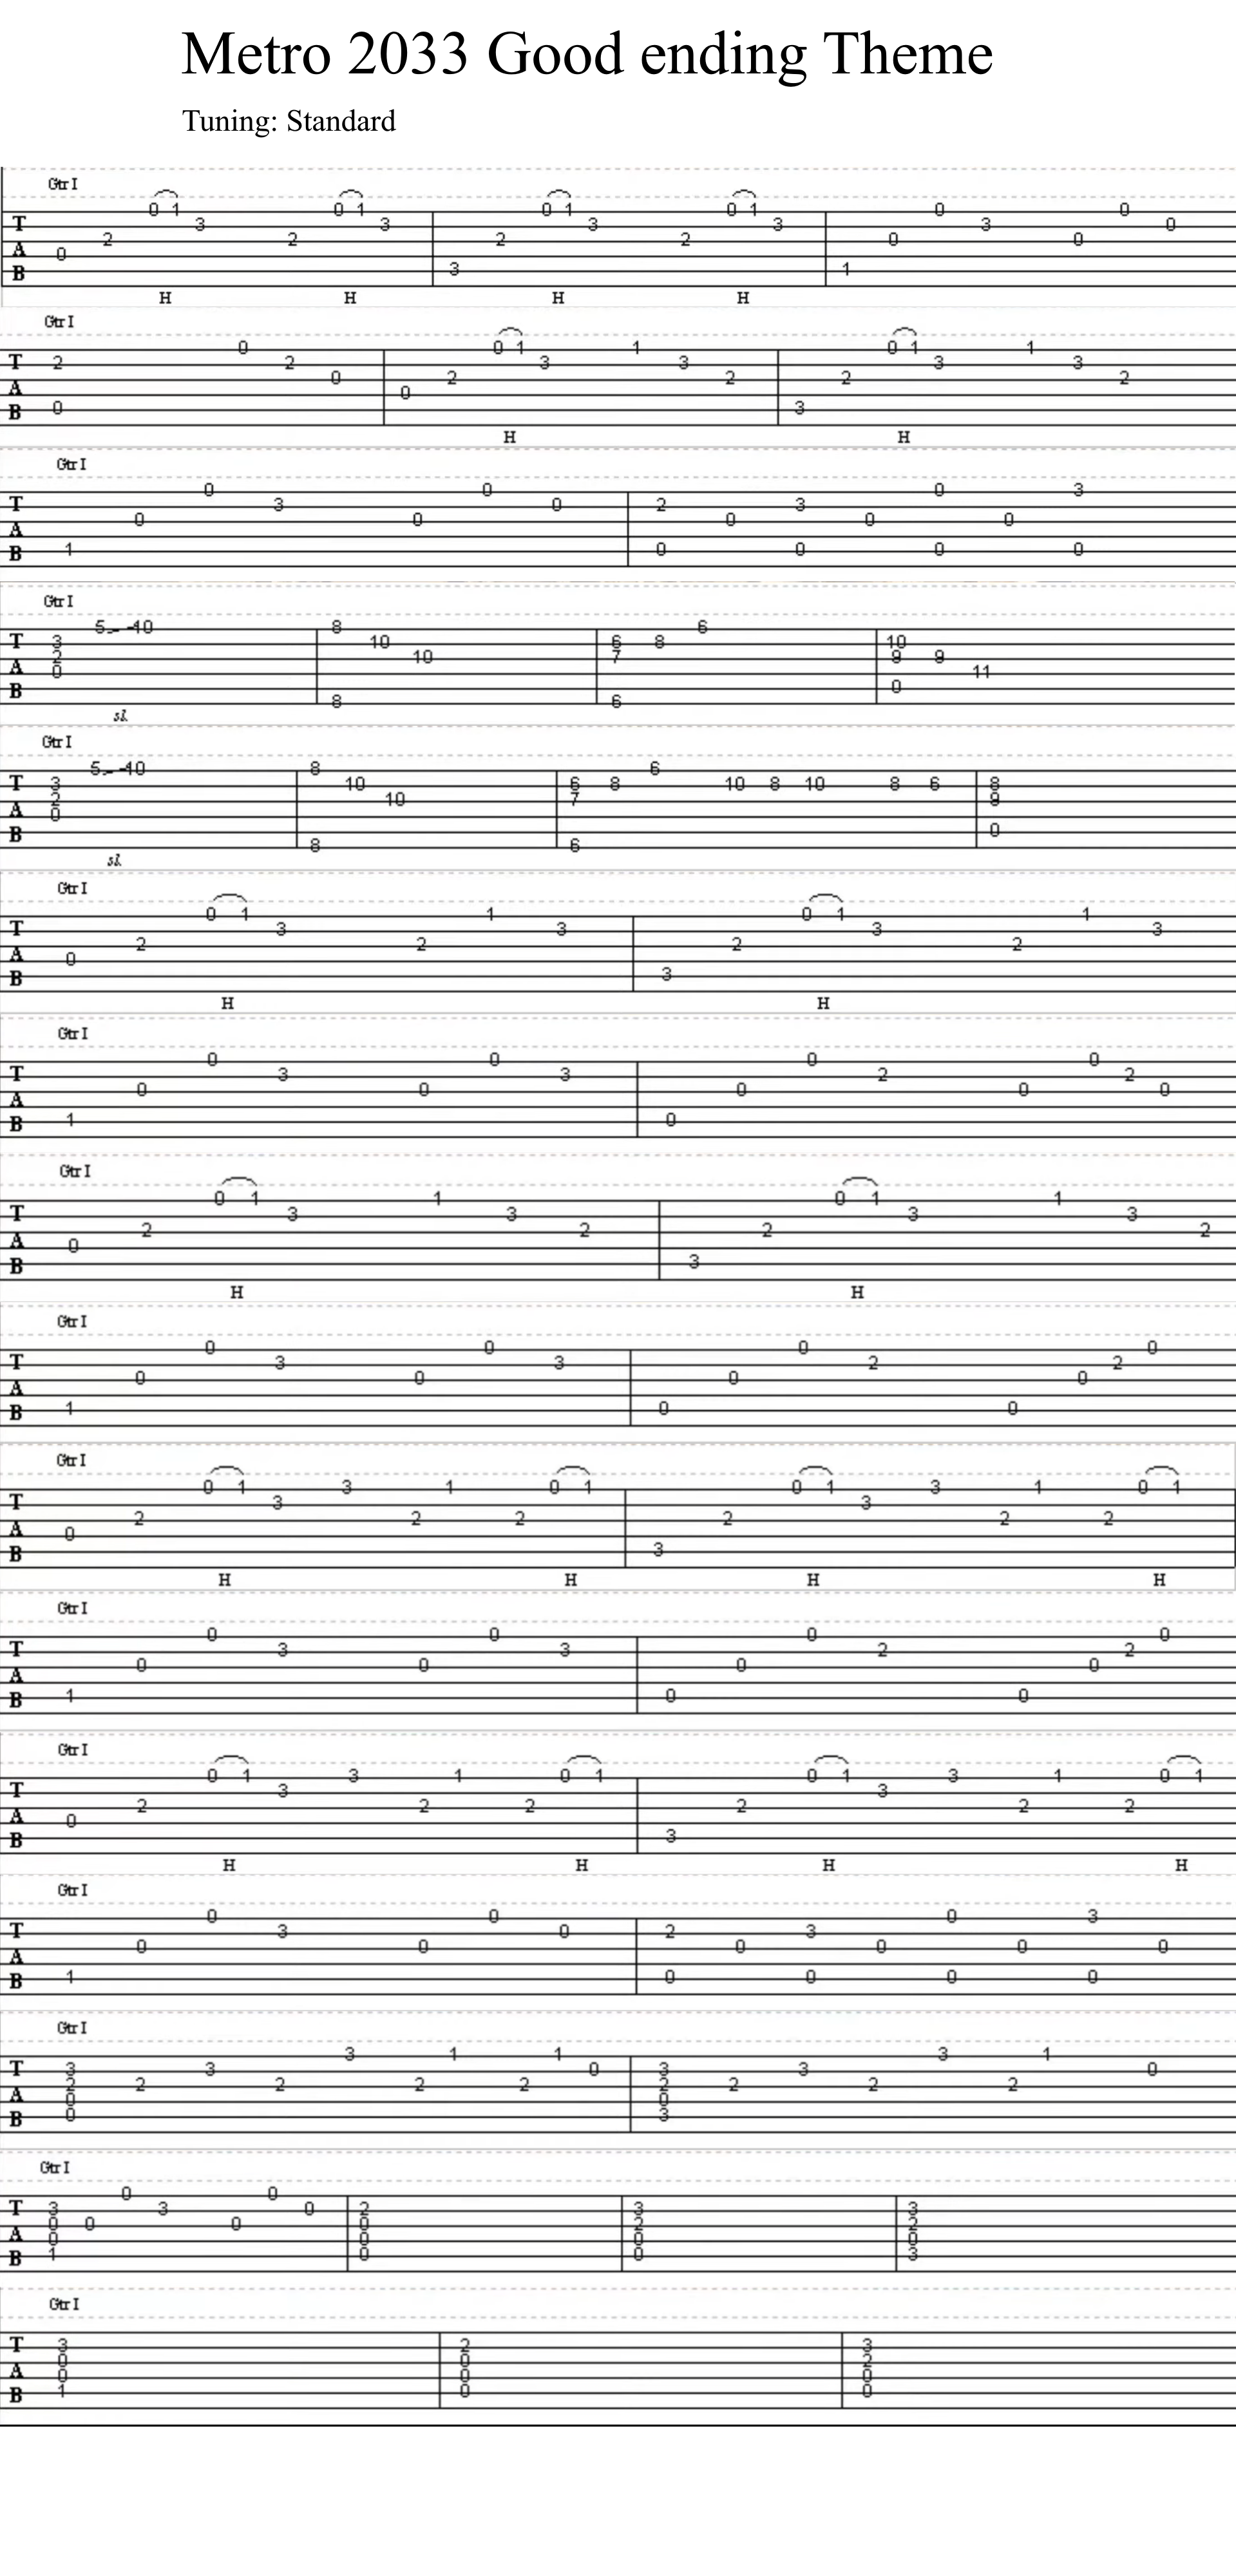 Metro 2033 Good ending Theme
Tuning: Standard
Gtr I
0 1 0 1 0 1 0 1 0 0
T 3 3 3 3 3 0
2 2 2 2 0 0
A 0
B 3 1
H H H H
Gtr I
0 0 1 1 0 1 1
T 2 2 3 3 3 3
0 2 2 2 2
A 0
B 0 3
H H
Gtr I
0 0 0 3
T 3 0 2 3
0 0 0 0 0
A
B 1 0 0 0 0
Gtr I
5 10 8 6
T 3 10 6 8 10
2 10 7 9 9
A 0 11
B 0
8 6
sl.
Gtr I
5 10 8 6
T 3 10 6 8 10 8 10 8 6 8
2 10 7 9
A 0
B 0
8 6
sl.
Gtr I
0 1 1 0 1 1
T 3 3 3 3
2 2 2 2
A 0
B 3
H H
Gtr I
0 0 0 0
T 3 3 2 2
0 0 0 0 0
A
B 1 0
Gtr I
0 1 1 0 1 1
T 3 3 3 3
2 2 2 2
A 0
B 3
H H
Gtr I
0 0 0 0
T 3 3 2 2
0 0 0 0
A
B 1 0 0
Gtr I
0 1 3 1 0 1 0 1 3 1 0 1
T 3 3
2 2 2 2 2 2
A 0
B 3
H H H H
Gtr I
0 0 0 0
T 3 3 2 2
0 0 0 0
A
B 1 0 0
Gtr I
0 1 3 1 0 1 0 1 3 1 0 1
T 3 3
2 2 2 2 2 2
A 0
B 3
H H H H
Gtr I
0 0 0 3
T 3 0 2 3
0 0 0 0 0 0
A
B 1 0 0 0 0
Gtr I
3 1 1 3 1
T 3 3 0 3 3 0
2 2 2 2 2 2 2 2 2
A 0 0
B 0 3
Gtr I
0 0
T 3 3 0 2 3 3
0 0 0 0 2 2
A 0 0 0 0
B 1 0 0 3
Gtr I
T 3 2 3
0 0 2
A 0 0 0
B 1 0 0